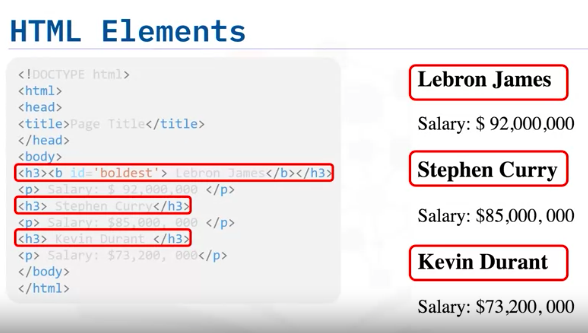 HTML Elements
<!DOCTYPE html>
<html>
<head>
<title>Page Title</title>
</head>
<body>
<h3><b id='boldest'> Lebron James</b></h3>
<p> Salary: $ 92,000,000 </p>
<h3> Stephen Curry</h3>
<p> Salary: $85,000, 000 </p>
<h3> Kevin Durant </h3>
<p> Salary: $73,200, 000</p>
</body>
</html>
Lebron James
Salary: $ 92,000,000
Stephen Curry
Salary: $85,000, 000
Kevin Durant
Salary: $73,200, 000